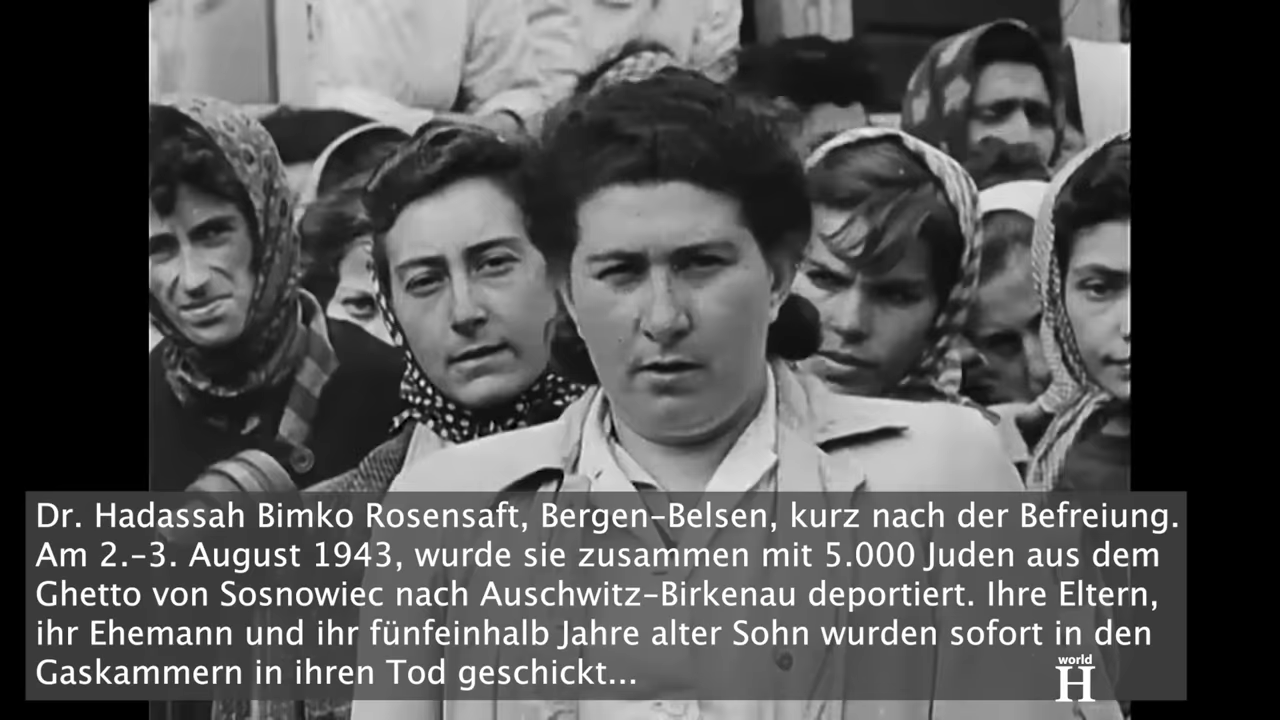 Dr. Hadassah Bimko Rosensaft, Bergen-Belsen, kurz nach der Befreiung.
Am 2.-3. August 1943, wurde sie zusammen mit 5.000 Juden aus dem
Ghetto von Sosnowiec nach Auschwitz-Birkenau deportiert. Ihre Eltern,
ihr Ehemann und ihr fünfeinhalb Jahre alter Sohn wurden sofort in den
Gaskammern in ihren Tod geschickt...
world
H